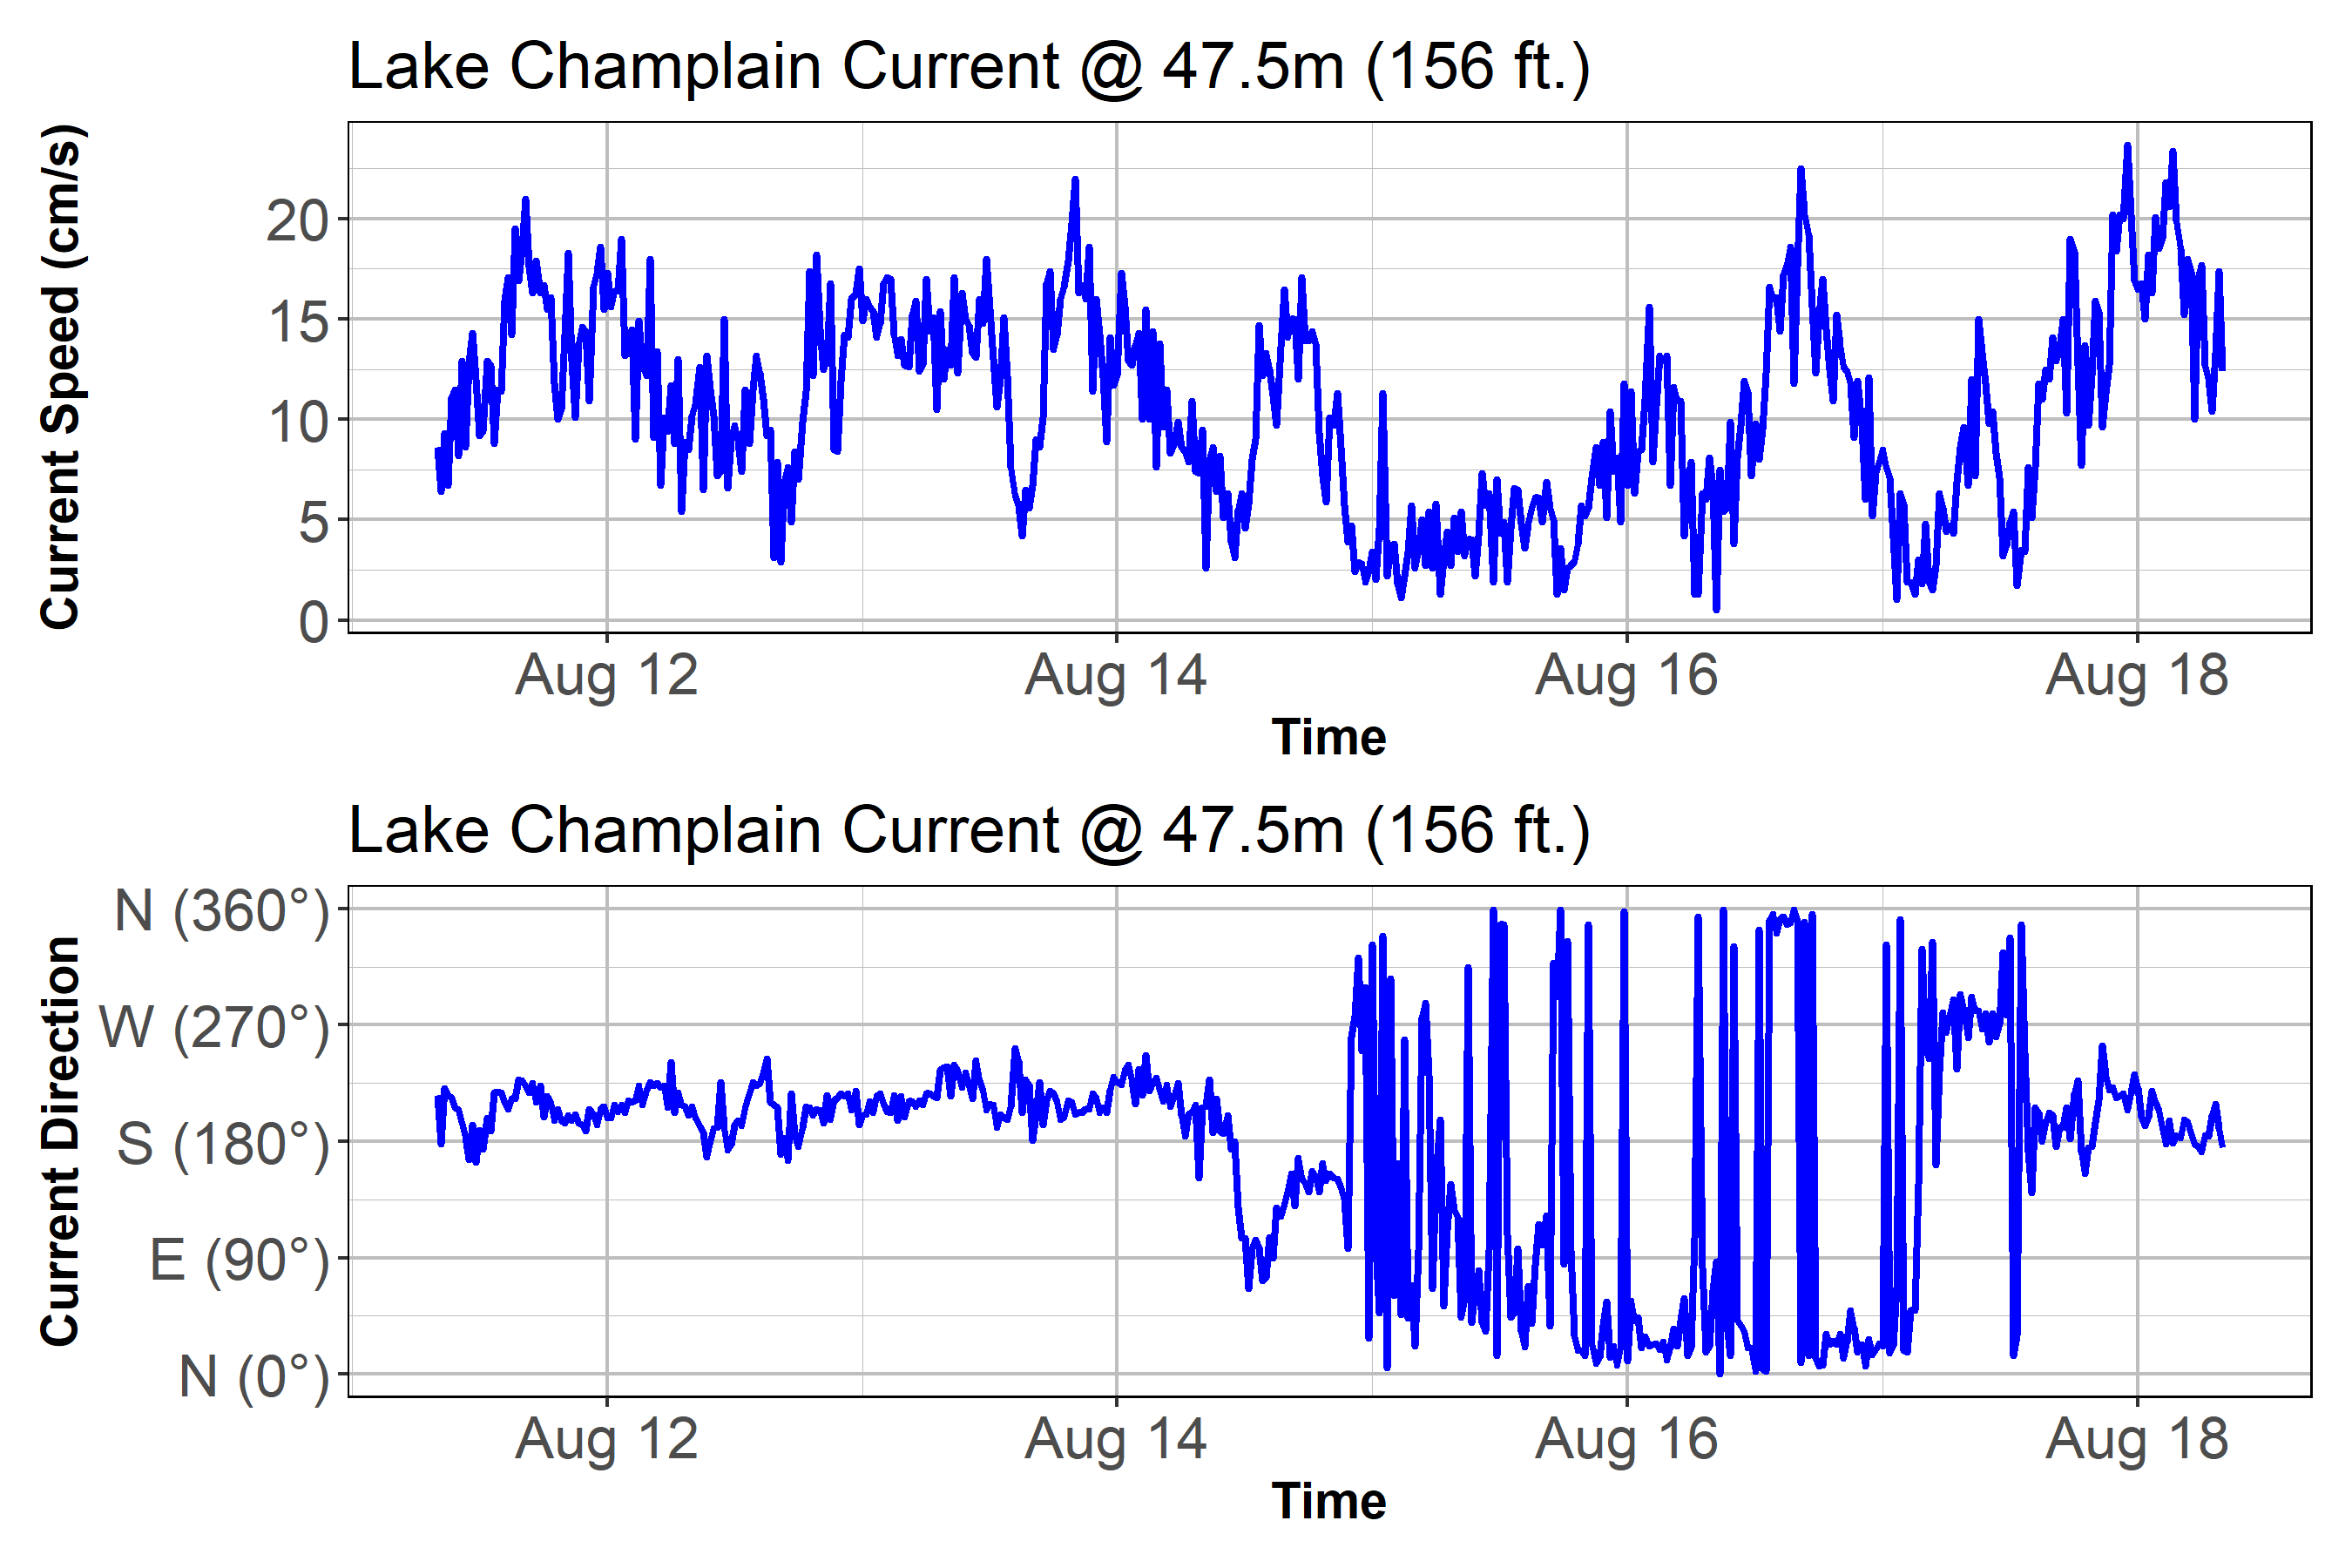 Lake Champlain Current @ 47.5m (156 ft.)
Current Speed (cm/s)
20
15
10
5
0
Aug 12 Aug 14 Aug 16 Aug 18
Time
Lake Champlain Current @ 47.5m (156 ft.)
Current Direction
N (360°)
W (270°)
S (180°)
E (90°)
N (0°)
Aug 12 Aug 14 Aug 16 Aug 18
Time